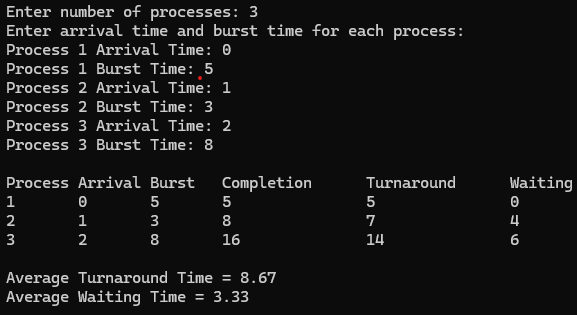 Enter number of processes: 3
Enter arrival time and burst time for each process:
Process 1 Arrival Time: 0
Process 1 Burst Time: 5
Process 2 Arrival Time: 1
Process 2 Burst Time: 3
Process 3 Arrival Time: 2
Process 3 Burst Time: 8

Process Arrival Burst   Completion      Turnaround      Waiting
1       0       5       5               5               0
2       1       3       8               7               4
3       2       8       16              14              6

Average Turnaround Time = 8.67
Average Waiting Time = 3.33